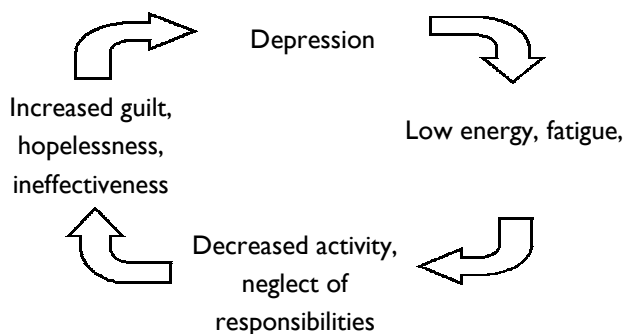 Depression
Low energy, fatigue,
Decreased activity,
neglect of
responsibilities
Increased guilt,
hopelessness,
ineffectiveness